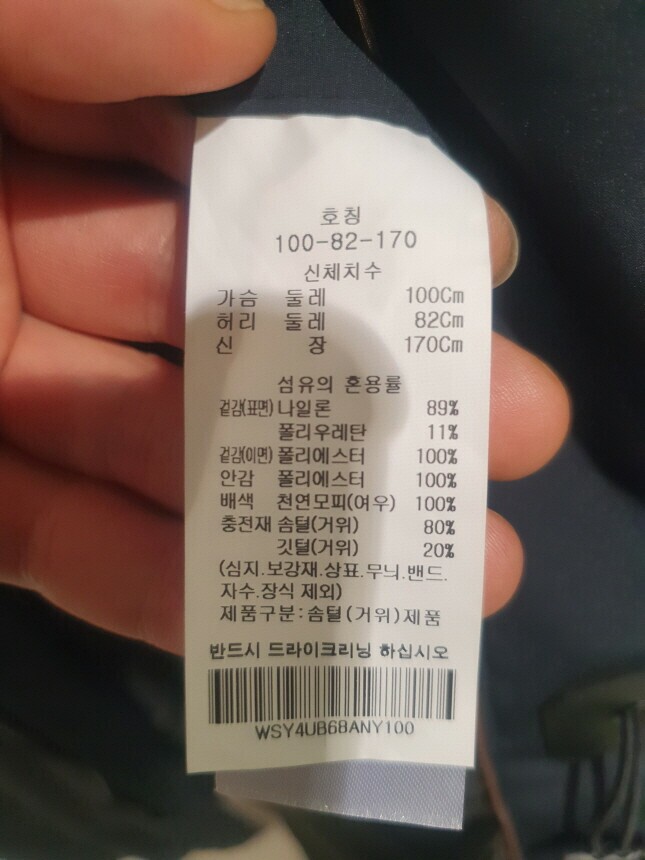 호칭
100-82-170
신체치수
가슴 둘레 100Cm
허리 둘레 82Cm
신 장 170Cm
섬유의 혼용률
겉감(표면) 나일론 89%
폴리우레탄 11%
겉감(이면) 폴리에스터 100%
안감 폴리에스터 100%
배색 천연모피(여우) 100%
충전재 솜털(거위) 80%
깃털(거위) 20%
(심지.보강재.상표.무늬.밴드.
자수.장식 제외)
제품구분:솜털(거위)제품
반드시 드라이크리닝 하십시오
WSY4UB68ANY100